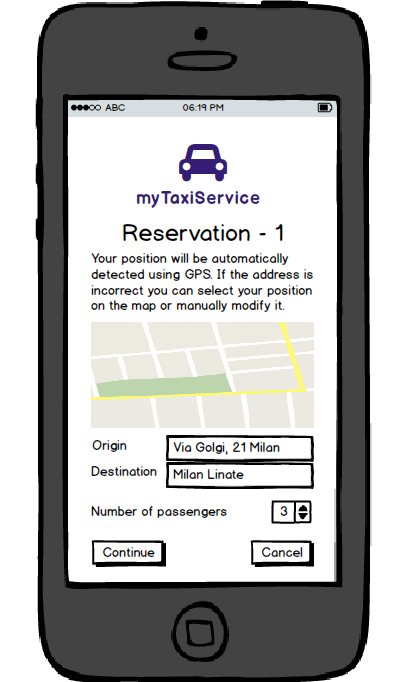 ABC 06:19 PM
myTaxiService
Reservation - 1
Your position will be automatically
detected using GPS. If the address is
incorrect you can select your position
on the map or manually modify it.
Origin Via Golgi, 21 Milan
Destination Milan Linate
Number of passengers 3
Continue Cancel